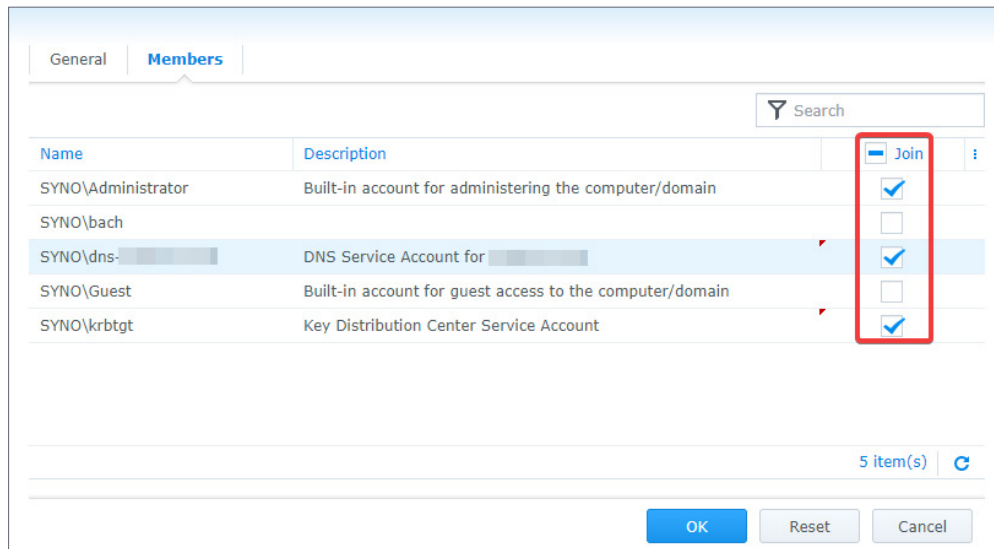 General Members
Search
Name Description Join
SYNO\Administrator Built-in account for administering the computer/domain
SYNO\bach
SYNO\dns- DNS Service Account for
SYNO\Guest Built-in account for guest access to the computer/domain
SYNO\krbtgt Key Distribution Center Service Account
5 item(s)
OK Reset Cancel